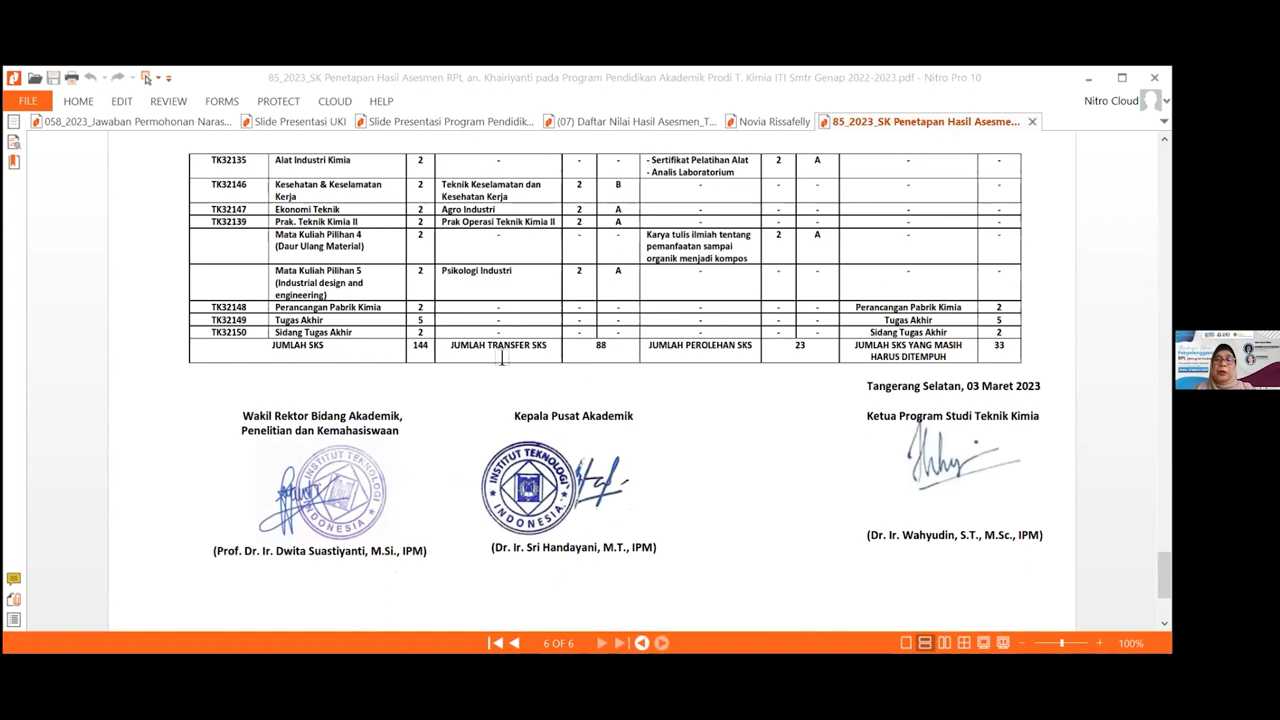 85_2023_SK Penetapan Hasil Asesmen RPL an. Khairiyanti pada Program Pendidikan Akademik Prodi T. Kimia ITI Smtr Genap 2022-2023.pdf - Nitro Pro 10
FILE HOME EDIT REVIEW FORMS PROTECT CLOUD HELP Nitro Cloud
058_2023_Jawaban Permohonan Naras... Slide Presentasi UKI Slide Presentasi Program Pendidik... (07) Daftar Nilai Hasil Asesmen_T... Novia Rissafelly 85_2023_SK Penetapan Hasil Asesme...
TK32135 Alat Industri Kimia 2 - - - - Sertifikat Pelatihan Alat 2 A - -
- Analis Laboratorium
TK32146 Kesehatan & Keselamatan 2 Teknik Keselamatan dan 2 B - - - - -
Kerja Kesehatan Kerja
TK32147 Ekonomi Teknik 2 Agro Industri 2 A - - - - -
TK32139 Prak. Teknik Kimia II 2 Prak Operasi Teknik Kimia II 2 A - - - - -
Mata Kuliah Pilihan 4 2 - - - Karya tulis ilmiah tentang 2 A - -
(Daur Ulang Material) pemanfaatan sampai
organik menjadi kompos
Mata Kuliah Pilihan 5 2 Psikologi Industri 2 A - - - - -
(Industrial design and
engineering)
TK32148 Perancangan Pabrik Kimia 2 - - - - - - Perancangan Pabrik Kimia 2
TK32149 Tugas Akhir 5 - - - - - - Tugas Akhir 5
TK32150 Sidang Tugas Akhir 2 - - - - - - Sidang Tugas Akhir 2
JUMLAH SKS 144 JUMLAH TRANSFER SKS 88 JUMLAH PEROLEHAN SKS 23 JUMLAH SKS YANG MASIH 33
HARUS DITEMPUH
Tangerang Selatan, 03 Maret 2023
Wakil Rektor Bidang Akademik, Kepala Pusat Akademik Ketua Program Studi Teknik Kimia
Penelitian dan Kemahasiswaan
INSTITUT TEKNOLOGI INDONESIA
INSTITUT TEKNOLOGI INDONESIA
(Prof. Dr. Ir. Dwita Suastiyanti, M.Si., IPM) (Dr. Ir. Sri Handayani, M.T., IPM) (Dr. Ir. Wahyudin, S.T., M.Sc., IPM)
6 OF 6 100%